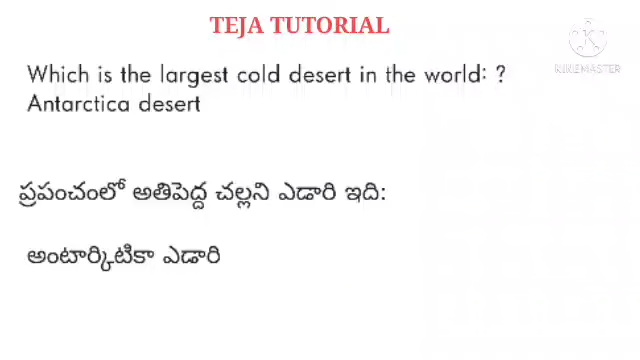 TEJA TUTORIAL
KINEMASTER
Which is the largest cold desert in the world: ?
Antarctica desert
ప్రపంచంలో అతిపెద్ద చల్లని ఎడారి ఇది:
అంటార్కిటికా ఎడారి